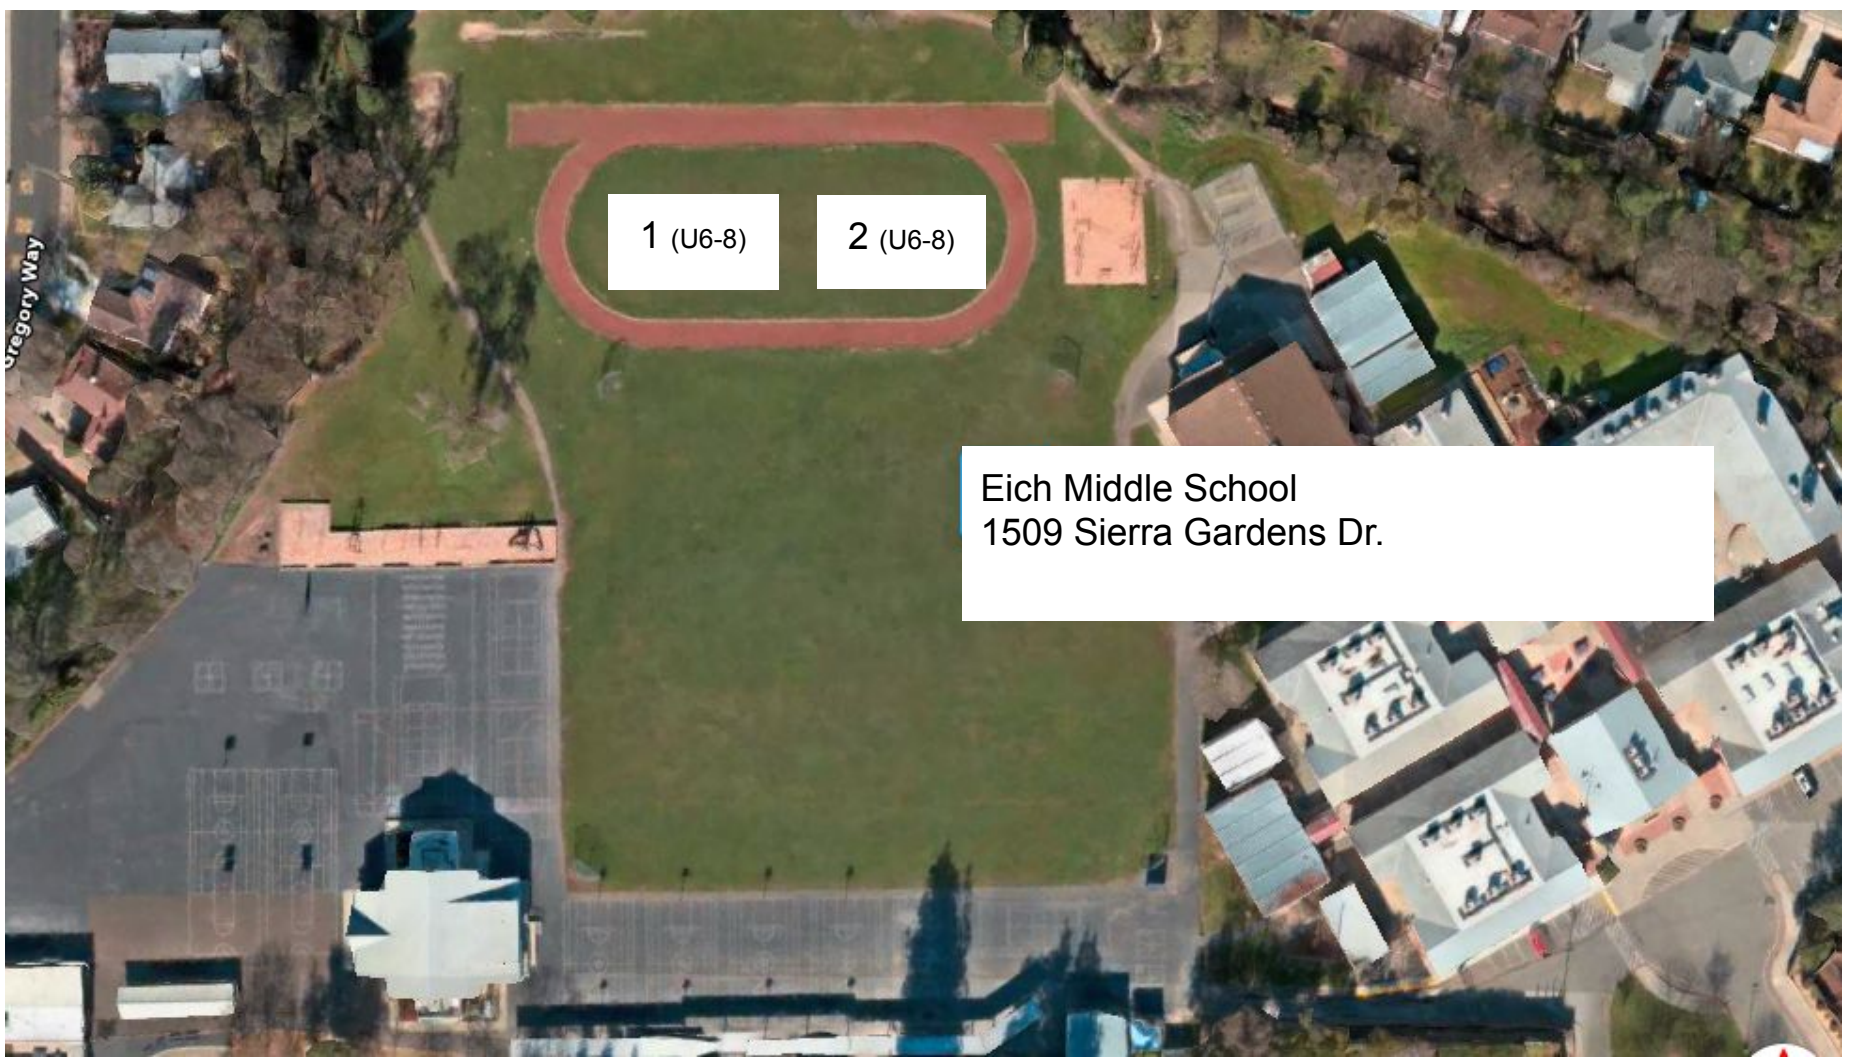 1 (U6-8)
2 (U6-8)
Gregory Way
Eich Middle School
1509 Sierra Gardens Dr.